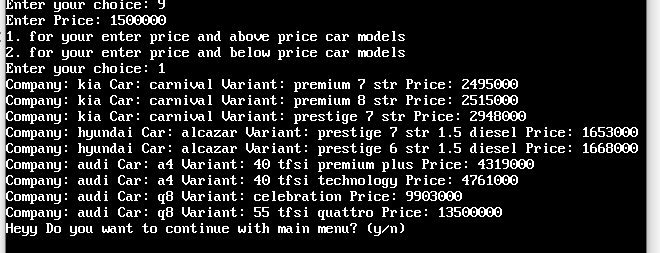 Enter your choice: 9
Enter Price: 1500000
1. for your enter price and above price car models
2. for your enter price and below price car models
Enter your choice: 1
Company: kia Car: carnival Variant: premium 7 str Price: 2495000
Company: kia Car: carnival Variant: premium 8 str Price: 2515000
Company: kia Car: carnival Variant: prestige 7 str Price: 2948000
Company: hyundai Car: alcazar Variant: prestige 7 str 1.5 diesel Price: 1653000
Company: hyundai Car: alcazar Variant: prestige 6 str 1.5 diesel Price: 1668000
Company: audi Car: a4 Variant: 40 tfsi premium plus Price: 4319000
Company: audi Car: a4 Variant: 40 tfsi technology Price: 4761000
Company: audi Car: q8 Variant: celebration Price: 9903000
Company: audi Car: q8 Variant: 55 tfsi quattro Price: 13500000
Heyy Do you want to continue with main menu? (y/n)